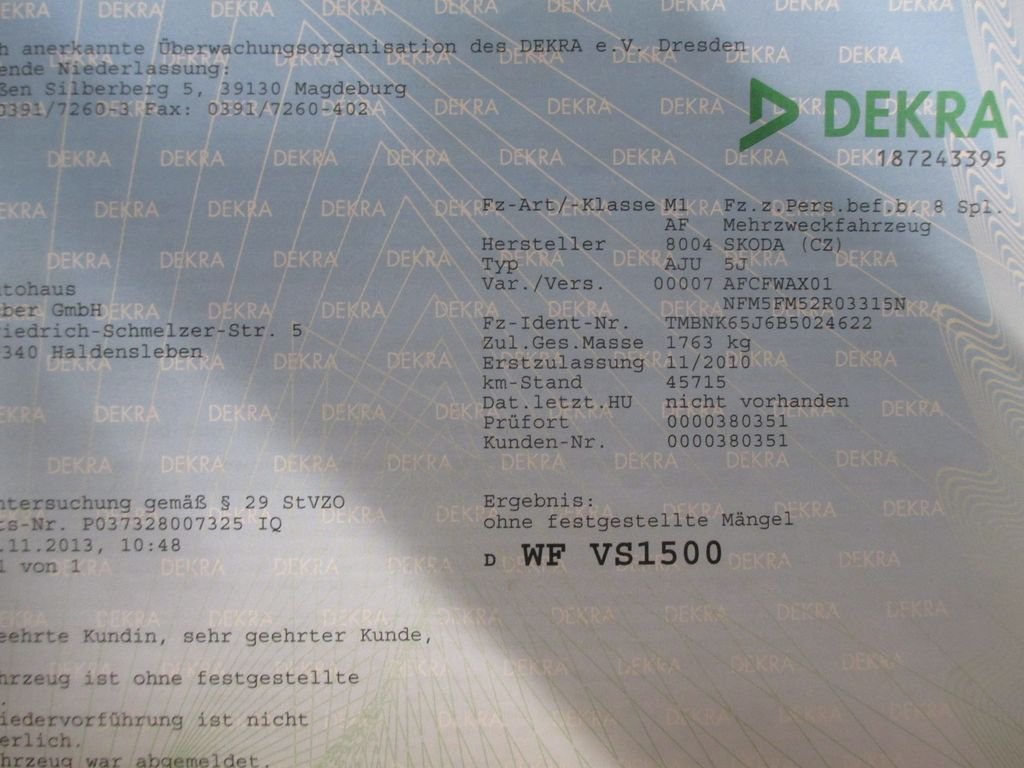 h anerkannte Überwachungsorganisation des DEKRA e.V. Dresden
ende Niederlassung:
ßen Silberberg 5, 39130 Magdeburg
0391/7260-3 Fax: 0391/7260-402
DEKRA
187243395
Fz-Art/-Klasse M1 Fz.z.Pers.bef.b. 8 Spl.
AF Mehrzweckfahrzeug
Hersteller 8004 SKODA (CZ)
Typ AJU 5J
Var./Vers. 00007 AFCFWAX01
NFM5FM52R03315N
Fz-Ident-Nr. TMBNK65J6B5024622
Zul.Ges.Masse 1763 kg
Erstzulassung 11/2010
km-Stand 45715
Dat.letzt.HU nicht vorhanden
Prüfort 0000380351
Kunden-Nr. 0000380351
utohaus
ber GmbH
riedrich-Schmelzer-Str. 5
340 Haldensleben
ntersuchung gemäß § 29 StVZO
ts-Nr. P037328007325 IQ
.11.2013, 10:48
1 von 1
Ergebnis:
ohne festgestellte Mängel
D WF VS1500
eehrte Kundin, sehr geehrter Kunde,
hrzeug ist ohne festgestellte
.
iedervorführung ist nicht
erlich.
hrzeug war abgemeldet.